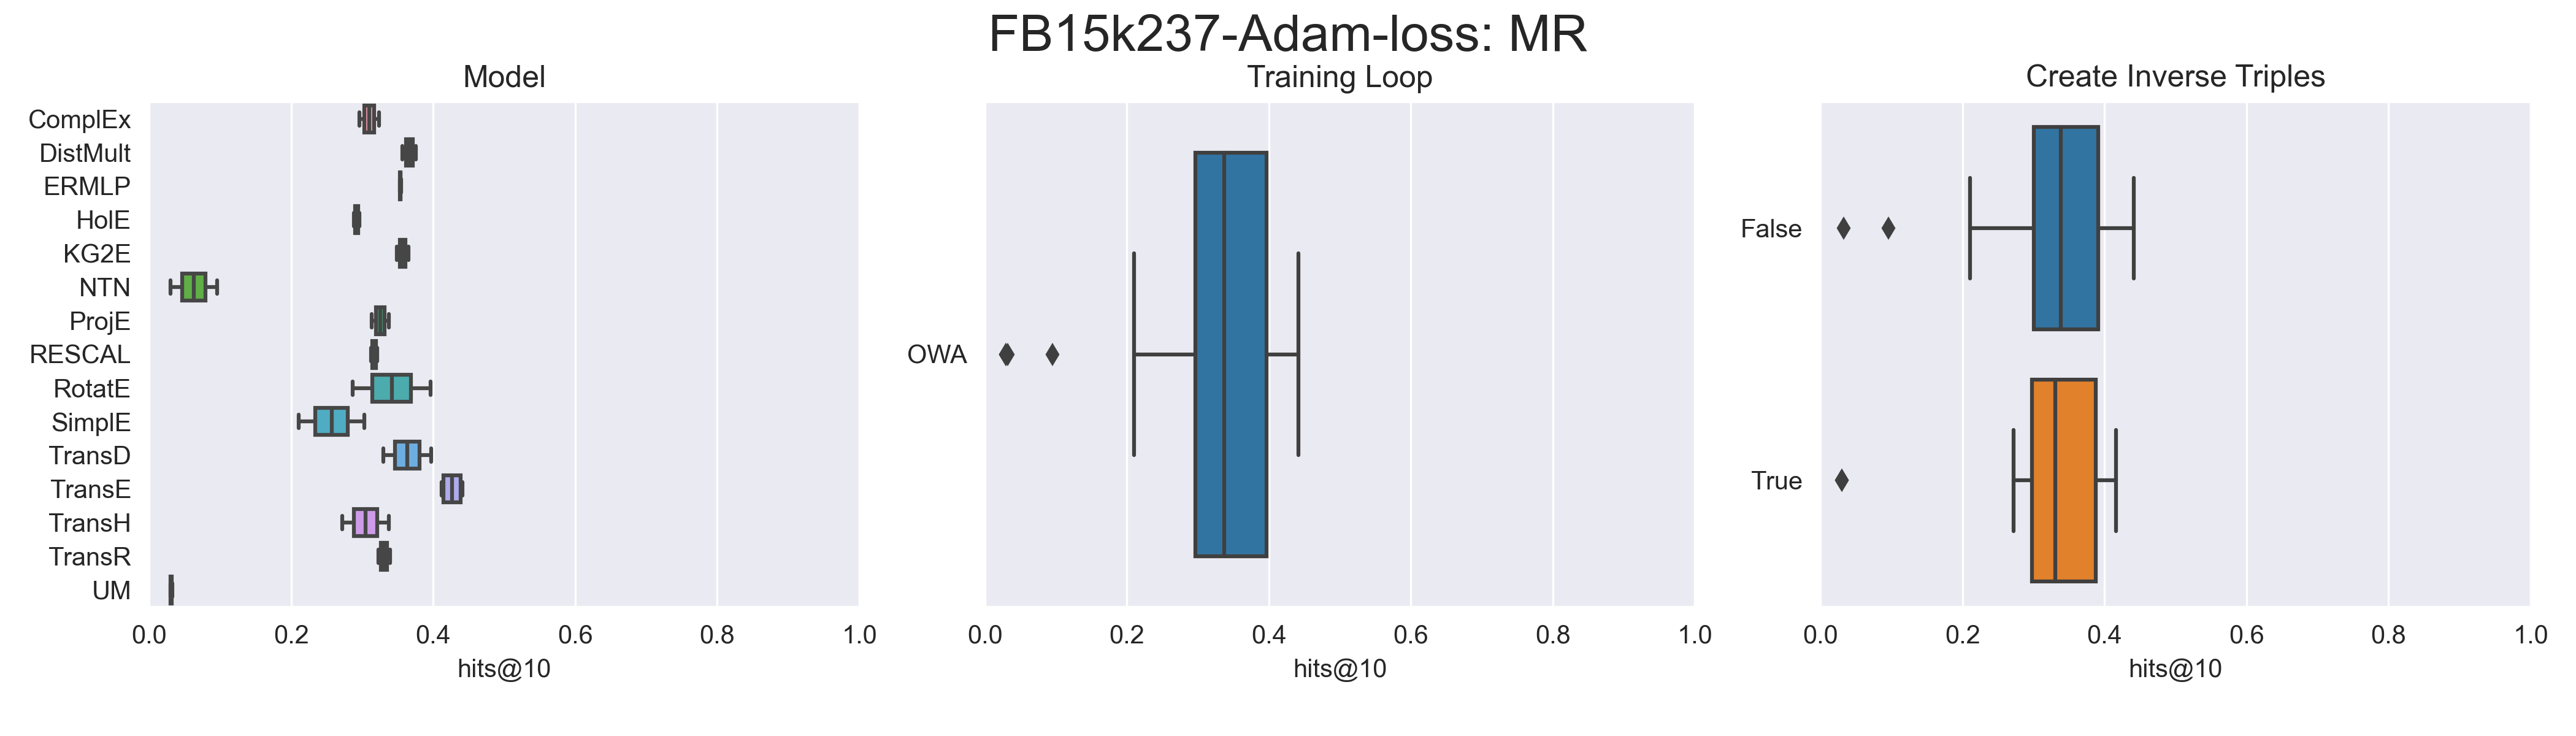 FB15k237-Adam-loss: MR
Model
ComplEx
DistMult
ERMLP
HolE
KG2E
NTN
ProjE
RESCAL
RotatE
SimplE
TransD
TransE
TransH
TransR
UM
0.0 0.2 0.4 0.6 0.8 1.0
hits@10
Training Loop
OWA
0.0 0.2 0.4 0.6 0.8 1.0
hits@10
Create Inverse Triples
False
True
0.0 0.2 0.4 0.6 0.8 1.0
hits@10